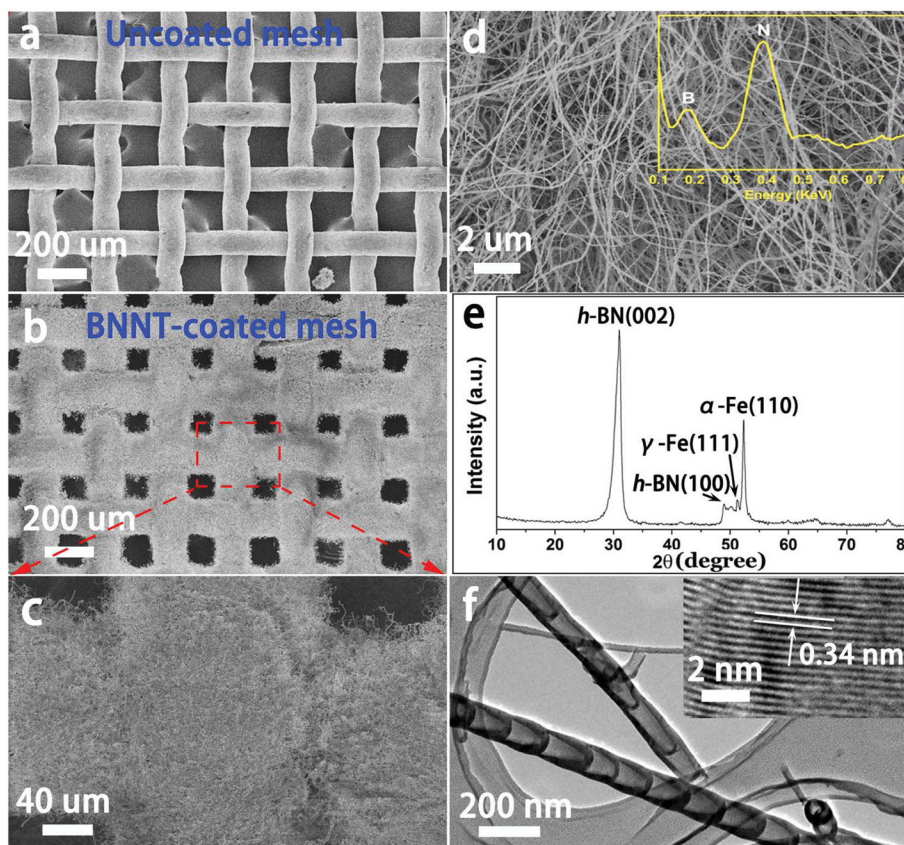 a
Uncoated mesh
200 um
b
BNNT-coated mesh
200 um
c
40 um
d
N
B
0.1 0.2 0.3 0.4 0.5 0.6 0.7
Energy (KeV)
2 um
e
h-BN(002)
α -Fe(110)
γ -Fe(111)
h-BN(100)
Intensity (a.u.)
10 20 30 40 50 60 70
2θ (degree)
f
0.34 nm
2 nm
200 nm